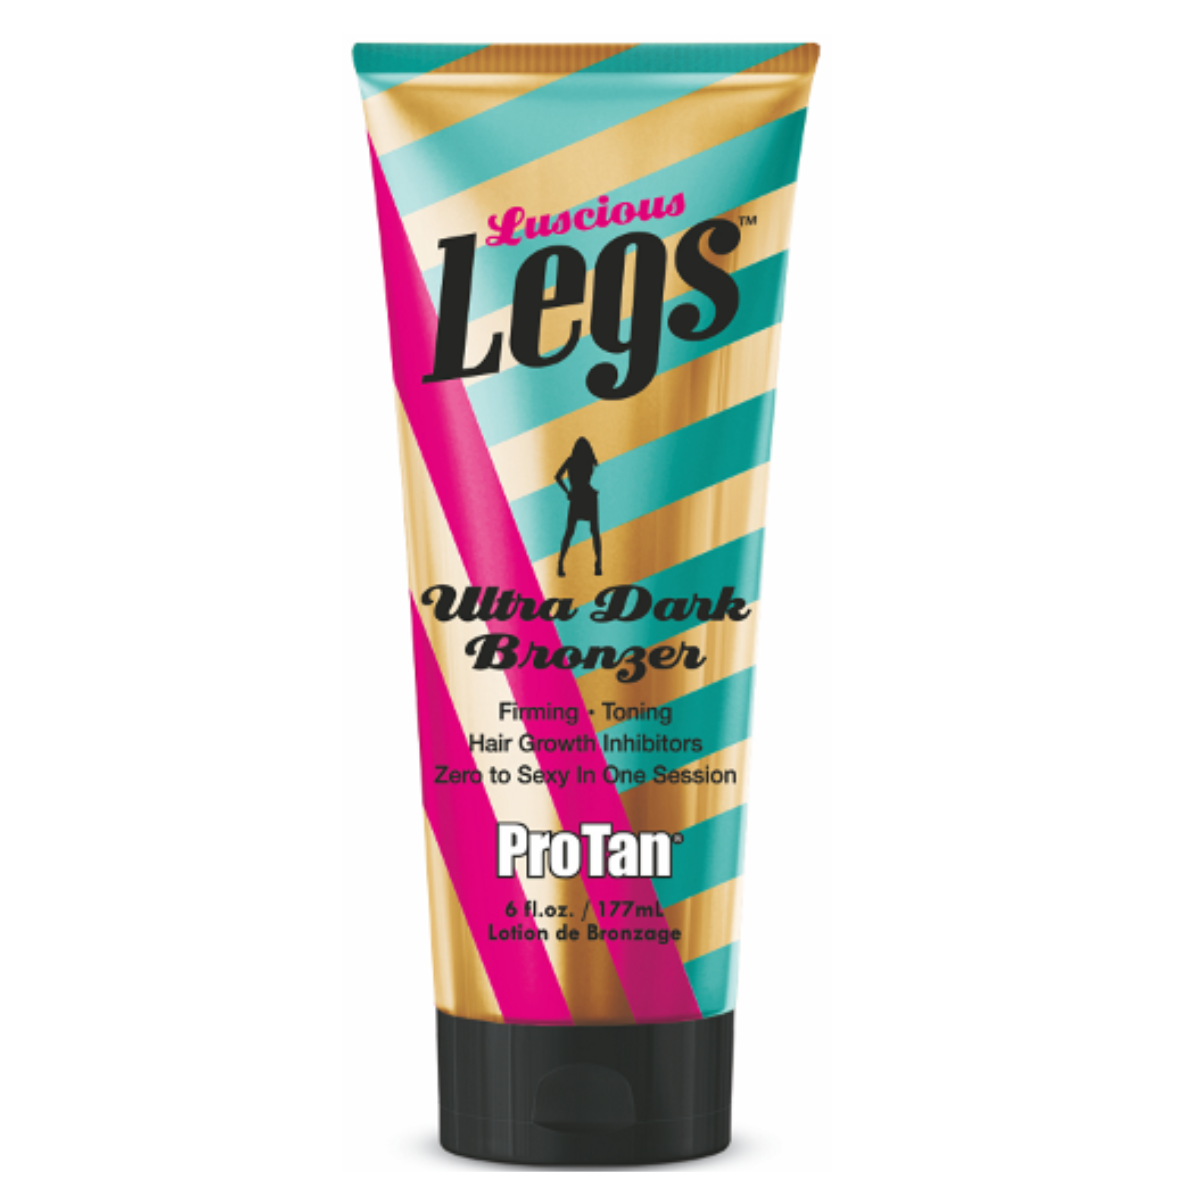 Luscious
Legs™
Ultra Dark
Bronzer
Firming • Toning
Hair Growth Inhibitors
Zero to Sexy In One Session
ProTan®
6 fl.oz. / 177mL
Lotion de Bronzage